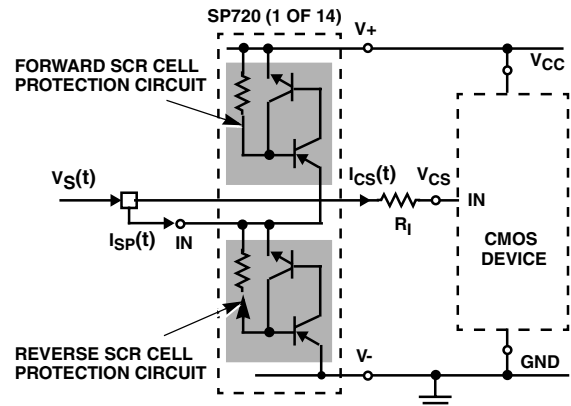 SP720 (1 OF 14)
V+
FORWARD SCR CELL
PROTECTION CIRCUIT
VCC
VS(t)
ICS(t)
VCS
IN
ISP(t)
IN
RI
CMOS
DEVICE
REVERSE SCR CELL
PROTECTION CIRCUIT
V-
GND